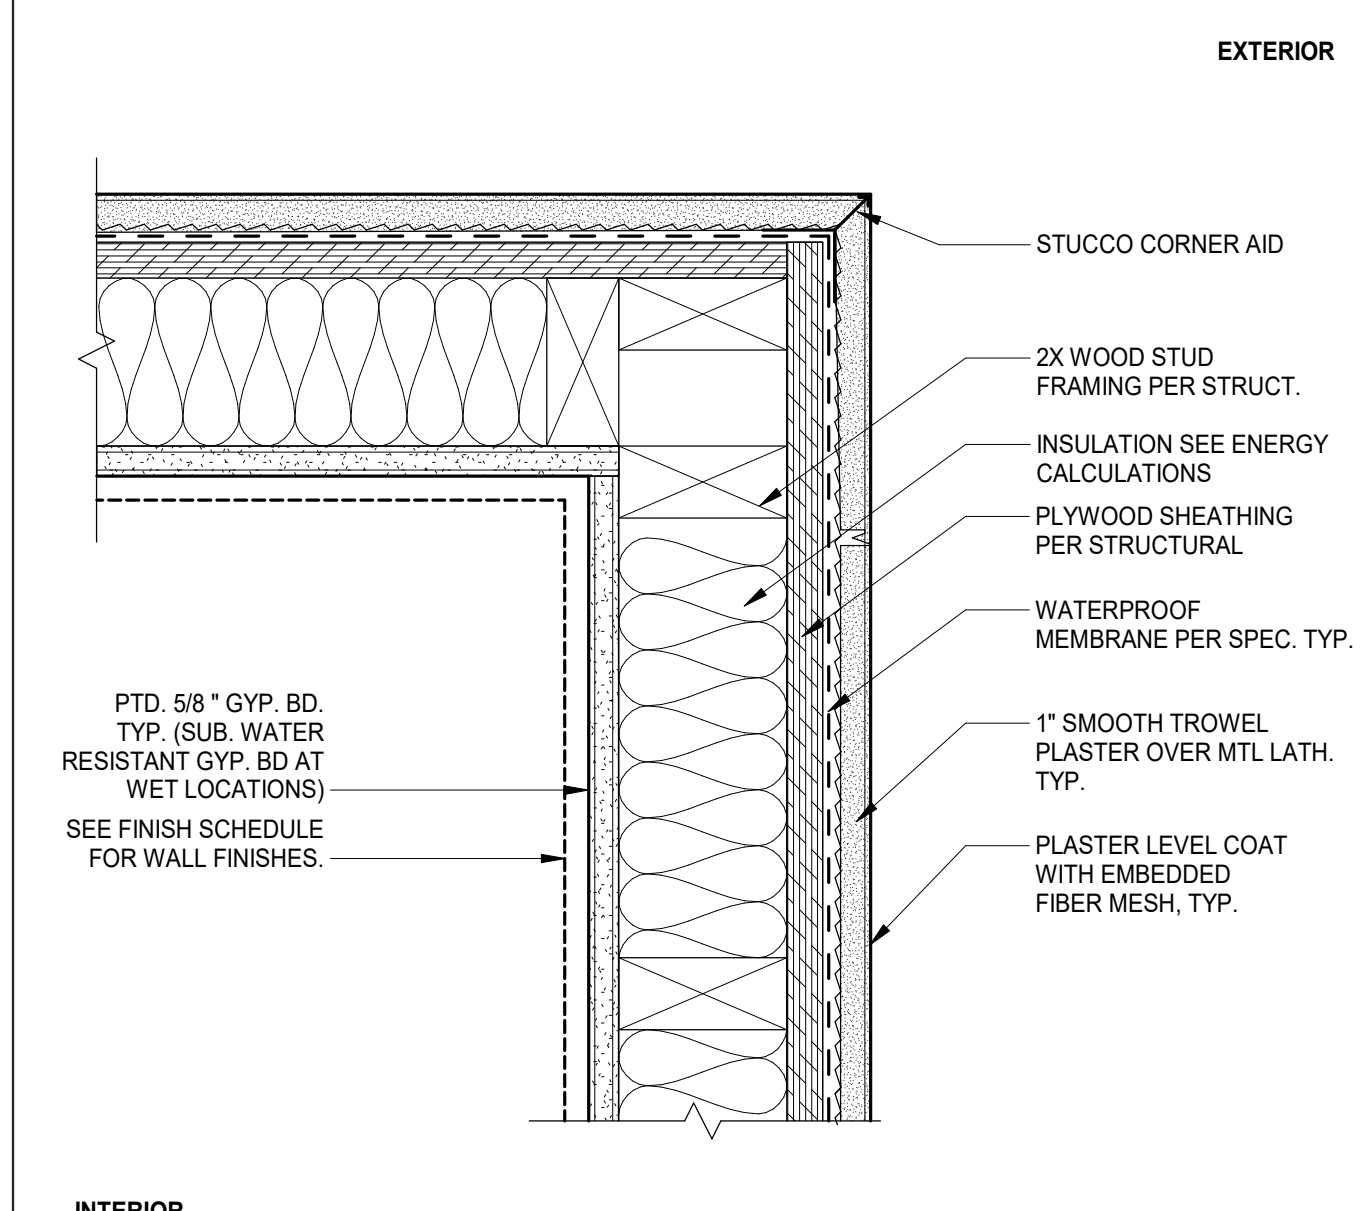 EXTERIOR
STUCCO CORNER AID
2X WOOD STUD
FRAMING PER STRUCT.
INSULATION SEE ENERGY
CALCULATIONS
PLYWOOD SHEATHING
PER STRUCTURAL
WATERPROOF
MEMBRANE PER SPEC. TYP.
1" SMOOTH TROWEL
PLASTER OVER MTL LATH.
TYP.
PLASTER LEVEL COAT
WITH EMBEDDED
FIBER MESH, TYP.
PTD. 5/8 " GYP. BD.
TYP. (SUB. WATER
RESISTANT GYP. BD AT
WET LOCATIONS)
SEE FINISH SCHEDULE
FOR WALL FINISHES.
INTERIOR